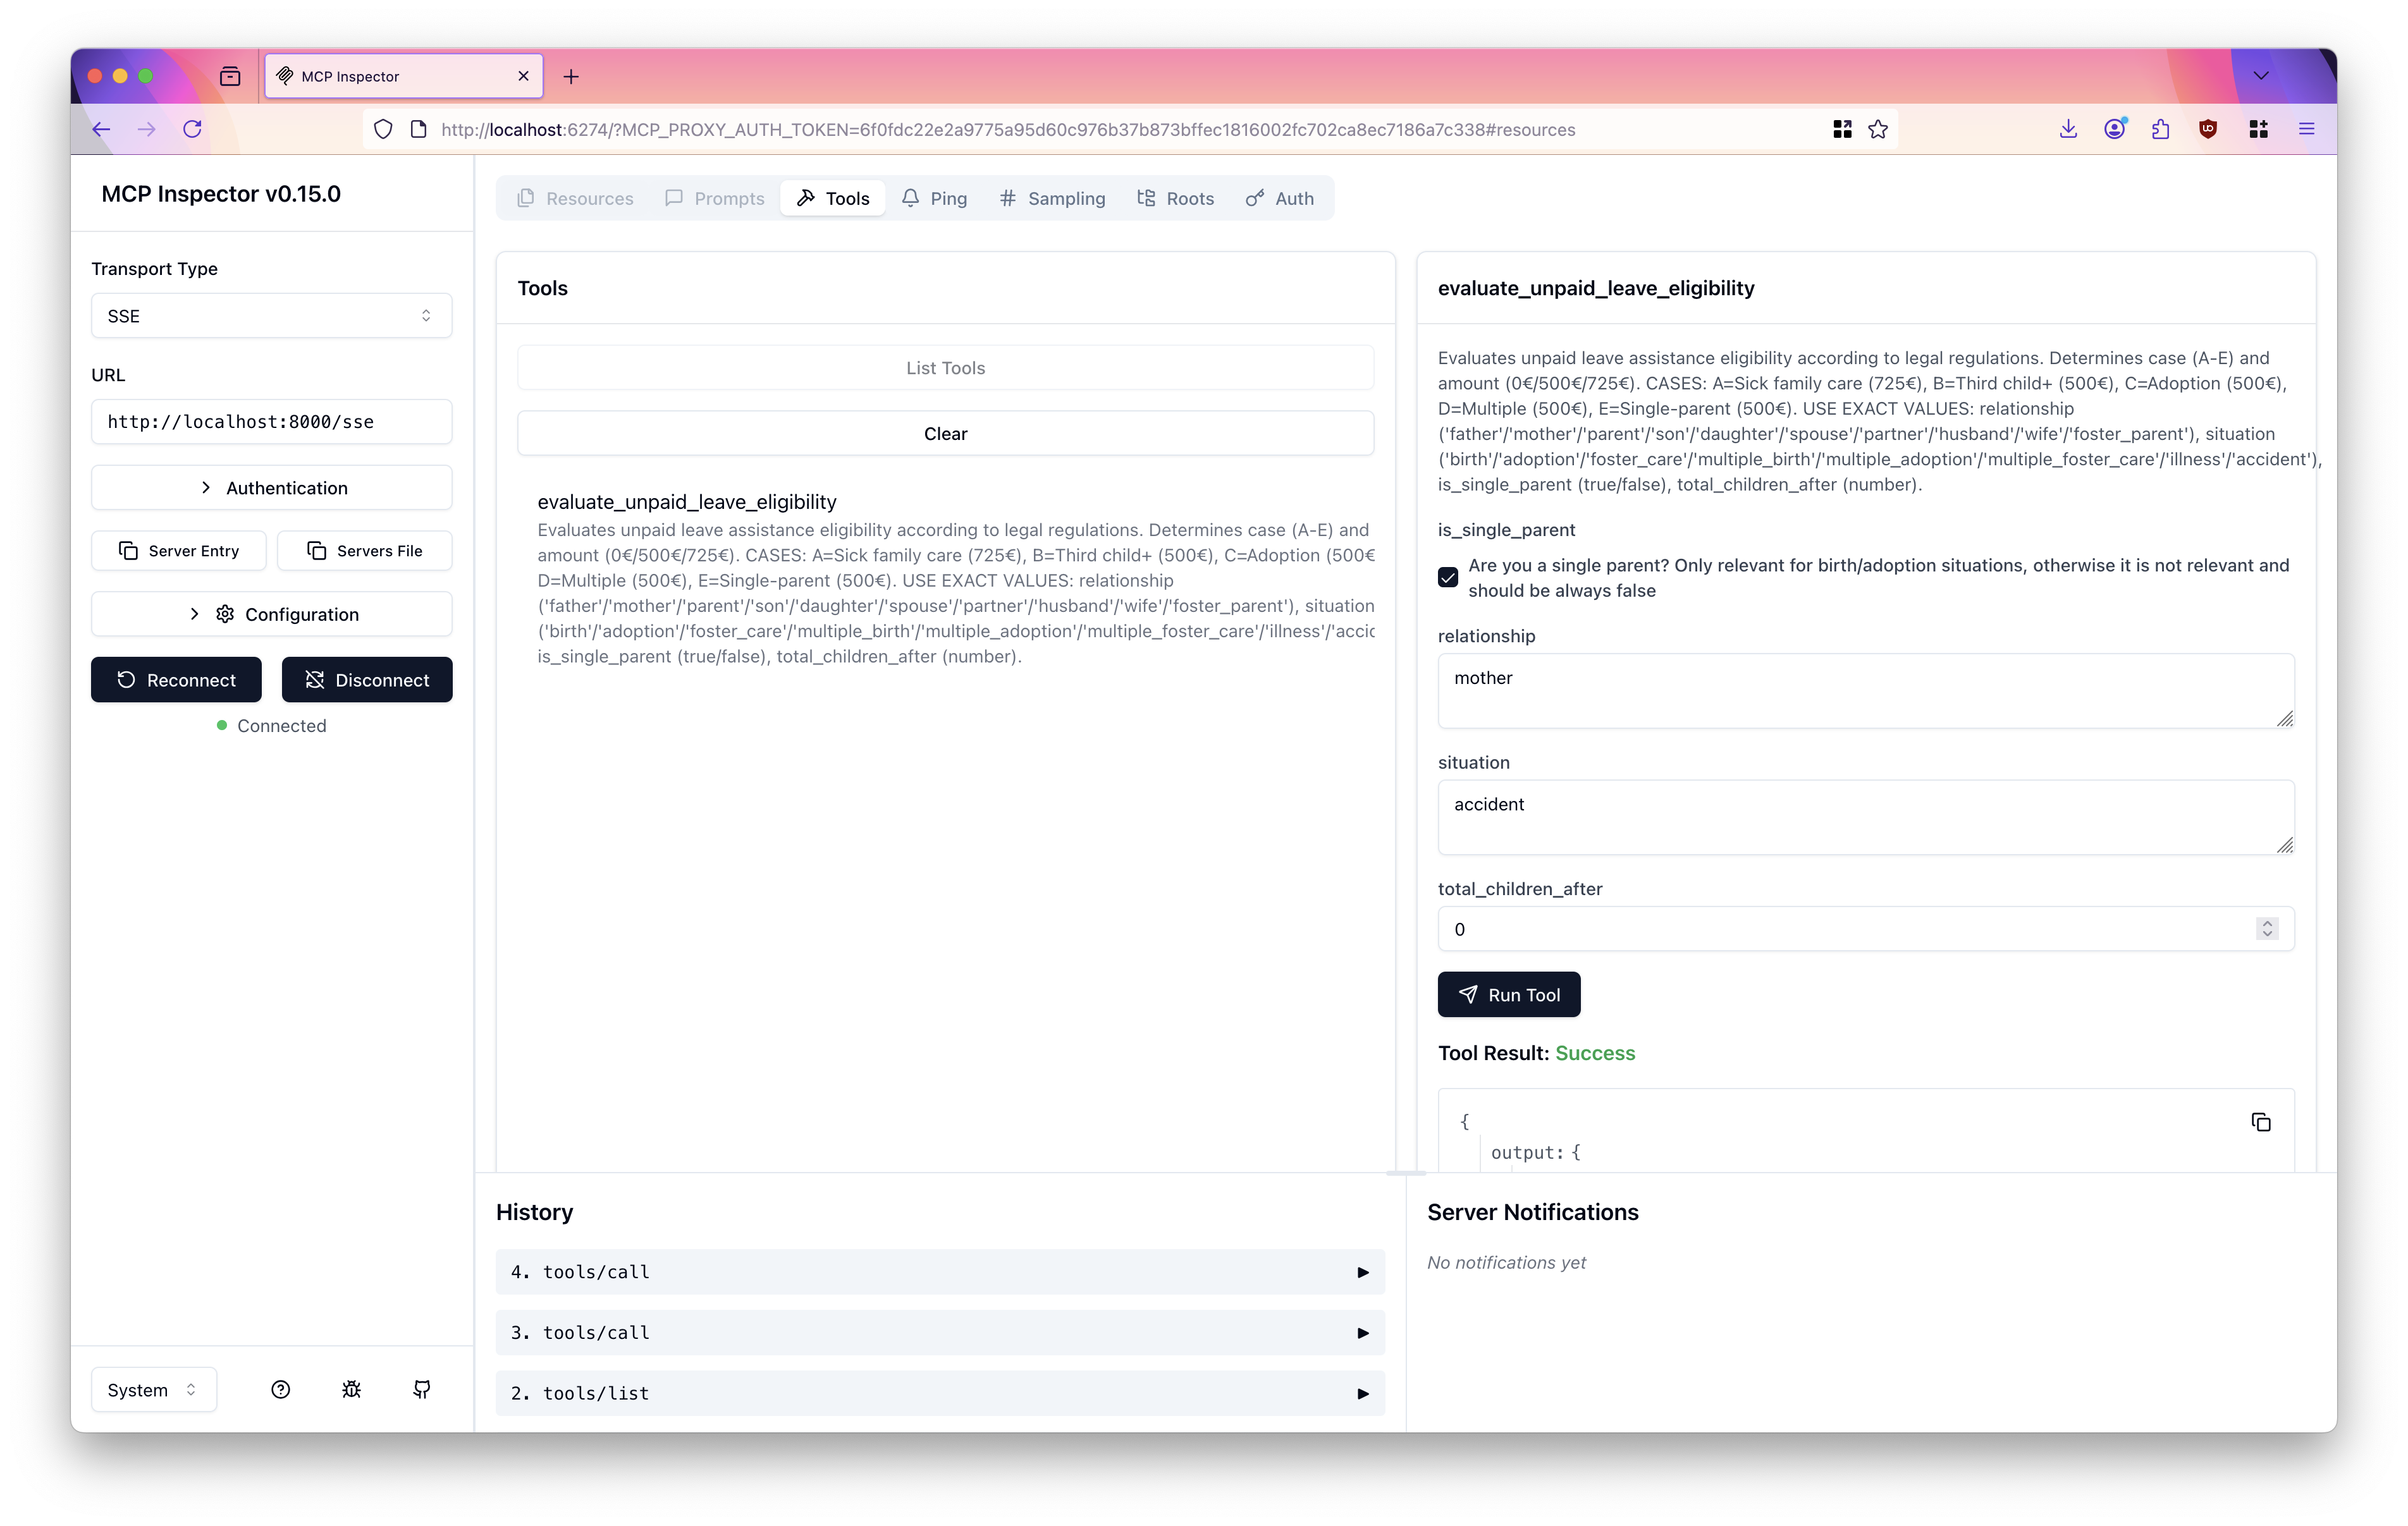 MCP Inspector
http://localhost:6274/?MCP_PROXY_AUTH_TOKEN=6f0fdc22e2a9775a95d60c976b37b873bffec1816002fc702ca8ec7186a7c338#resources
MCP Inspector v0.15.0
Transport Type
SSE
URL
http://localhost:8000/sse
Authentication
Server Entry
Servers File
Configuration
Reconnect
Disconnect
Connected
System
Resources
Prompts
Tools
Ping
Sampling
Roots
Auth
Tools
List Tools
Clear
evaluate_unpaid_leave_eligibility
Evaluates unpaid leave assistance eligibility according to legal regulations. Determines case (A-E) and
amount (0€/500€/725€). CASES: A=Sick family care (725€), B=Third child+ (500€), C=Adoption (500€
D=Multiple (500€), E=Single-parent (500€). USE EXACT VALUES: relationship
('father'/'mother'/'parent'/'son'/'daughter'/'spouse'/'partner'/'husband'/'wife'/'foster_parent'), situation
('birth'/'adoption'/'foster_care'/'multiple_birth'/'multiple_adoption'/'multiple_foster_care'/'illness'/'accic
is_single_parent (true/false), total_children_after (number).
evaluate_unpaid_leave_eligibility
Evaluates unpaid leave assistance eligibility according to legal regulations. Determines case (A-E) and
amount (0€/500€/725€). CASES: A=Sick family care (725€), B=Third child+ (500€), C=Adoption (500€),
D=Multiple (500€), E=Single-parent (500€). USE EXACT VALUES: relationship
('father'/'mother'/'parent'/'son'/'daughter'/'spouse'/'partner'/'husband'/'wife'/'foster_parent'), situation
('birth'/'adoption'/'foster_care'/'multiple_birth'/'multiple_adoption'/'multiple_foster_care'/'illness'/'accident'),
is_single_parent (true/false), total_children_after (number).
is_single_parent
Are you a single parent? Only relevant for birth/adoption situations, otherwise it is not relevant and
should be always false
relationship
mother
situation
accident
total_children_after
0
Run Tool
Tool Result: Success
{
output: {
History
4. tools/call
3. tools/call
2. tools/list
Server Notifications
No notifications yet